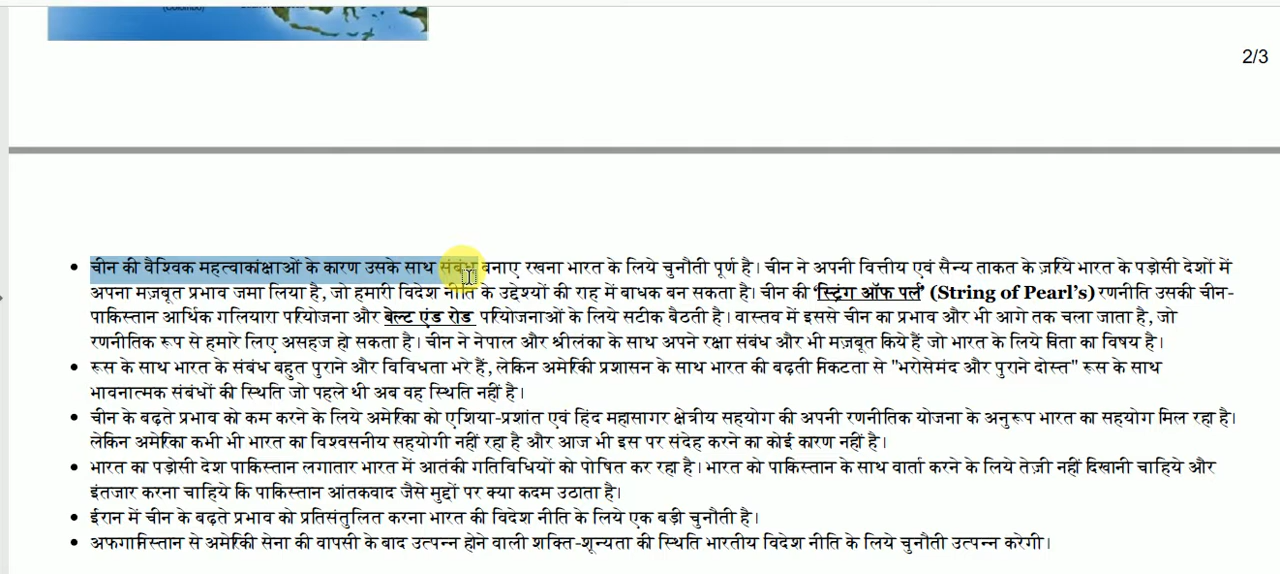 2/3
चीन की वैश्विक महत्वाकांक्षाओं के कारण उसके साथ संबंध बनाए रखना भारत के लिये चुनौती पूर्ण है। चीन ने अपनी वित्तीय एवं सैन्य ताकत के ज़रिये भारत के पड़ोसी देशों में
अपना मज़बूत प्रभाव जमा लिया है, जो हमारी विदेश नीति के उद्देश्यों की राह में बाधक बन सकता है। चीन की ‘स्ट्रिंग ऑफ पर्ल’ (String of Pearl’s) रणनीति उसकी चीन-
पाकिस्तान आर्थिक गलियारा परियोजना और बेल्ट एंड रोड परियोजनाओं के लिये सटीक बैठती है। वास्तव में इससे चीन का प्रभाव और भी आगे तक चला जाता है, जो
रणनीतिक रूप से हमारे लिए असहज हो सकता है। चीन ने नेपाल और श्रीलंका के साथ अपने रक्षा संबंध और भी मज़बूत किये हैं जो भारत के लिये चिंता का विषय है।
रूस के साथ भारत के संबंध बहुत पुराने और विविधता भरे हैं, लेकिन अमेरिकी प्रशासन के साथ भारत की बढ़ती निकटता से "भरोसेमंद और पुराने दोस्त" रूस के साथ
भावनात्मक संबंधों की स्थिति जो पहले थी अब वह स्थिति नहीं है।
चीन के बढ़ते प्रभाव को कम करने के लिये अमेरिका को एशिया-प्रशांत एवं हिंद महासागर क्षेत्रीय सहयोग की अपनी रणनीतिक योजना के अनुरूप भारत का सहयोग मिल रहा है।
लेकिन अमेरिका कभी भी भारत का विश्वसनीय सहयोगी नहीं रहा है और आज भी इस पर संदेह करने का कोई कारण नहीं है।
भारत का पड़ोसी देश पाकिस्तान लगातार भारत में आतंकी गतिविधियों को पोषित कर रहा है। भारत को पाकिस्तान के साथ वार्ता करने के लिये तेज़ी नहीं दिखानी चाहिये और
इंतजार करना चाहिये कि पाकिस्तान आंतकवाद जैसे मुद्दों पर क्या कदम उठाता है।
ईरान में चीन के बढ़ते प्रभाव को प्रतिसंतुलित करना भारत की विदेश नीति के लिये एक बड़ी चुनौती है।
अफगानिस्तान से अमेरिकी सेना की वापसी के बाद उत्पन्न होने वाली शक्ति-शून्यता की स्थिति भारतीय विदेश नीति के लिये चुनौती उत्पन्न करेगी।